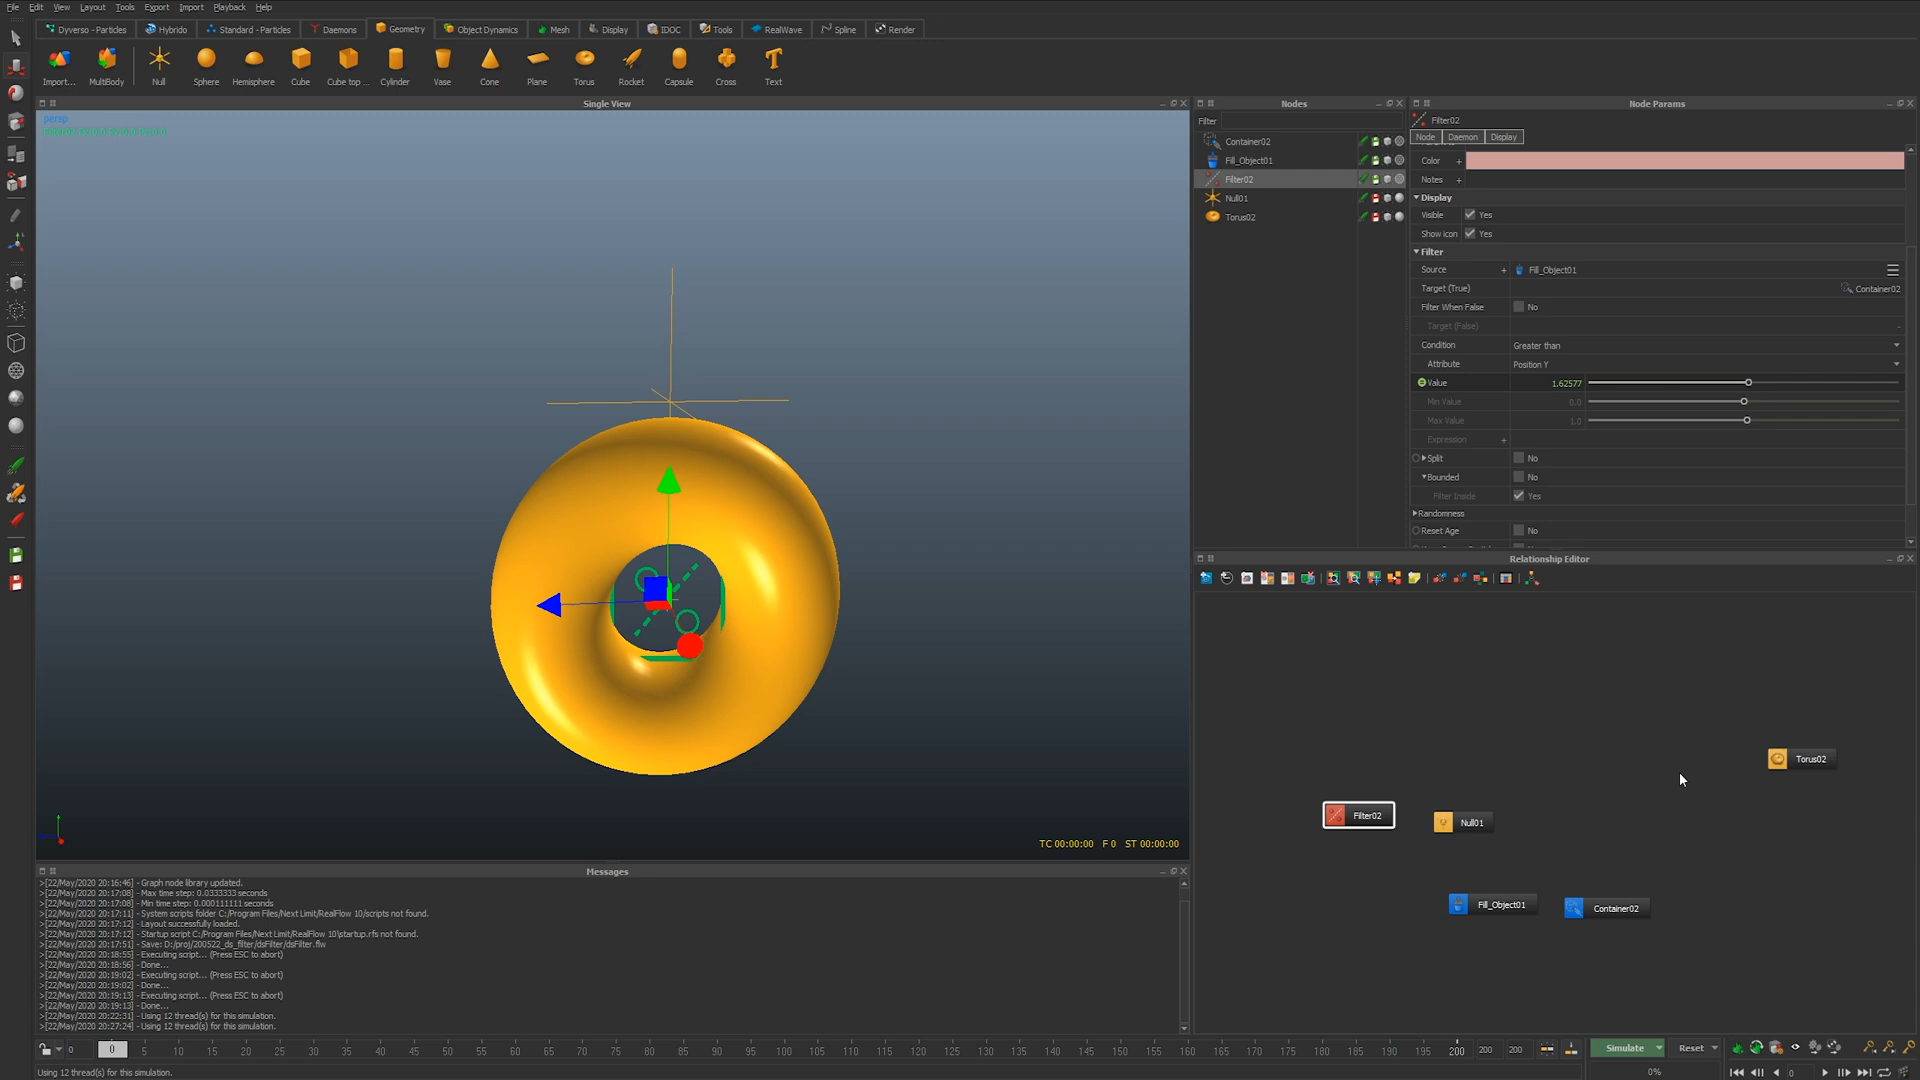 File Edit View Layout Tools Export Import Playback Help
Dyverso - Particles Hybrido Standard - Particles Daemons Geometry Object Dynamics Mesh Display IDOC Tools RealWave Spline Render
Import... MultiBody Null Sphere Hemisphere Cube Cube top ... Cylinder Vase Cone Plane Torus Rocket Capsule Cross Text
Single View
persp
TC 00:00:00 F 0 ST 00:00:00
Nodes
Filter
Container02
Fill_Object01
Filter02
Null01
Torus02
Node Params
Filter02
Node Daemon Display
Color +
Notes +
Display
Visible Yes
Show icon Yes
Filter
Source + Fill_Object01
Target (True) Container02
Filter When False No
Target (False) -
Condition Greater than
Attribute Position Y
Value 1.62577
Min Value 0.0
Max Value 1.0
Expression +
Split No
Bounded No
Filter Inside Yes
Randomness
Reset Age No
Relationship Editor
Torus02
Filter02
Null01
Fill_Object01
Container02
Messages
>[22/May/2020 20:16:46] - Graph node library updated.
>[22/May/2020 20:17:08] - Max time step: 0.0333333 seconds
>[22/May/2020 20:17:08] - Min time step: 0.000111111 seconds
>[22/May/2020 20:17:11] - System scripts folder C:/Program Files/Next Limit/RealFlow 10/scripts not found.
>[22/May/2020 20:17:12] - Layout successfully loaded.
>[22/May/2020 20:17:12] - Startup script C:/Program Files/Next Limit/RealFlow 10\startup.rfs not found.
>[22/May/2020 20:17:51] - Save: D:/proj/200522_ds_filter/dsFilter/dsFilter.flw
>[22/May/2020 20:18:55] - Executing script... (Press ESC to abort)
>[22/May/2020 20:18:56] - Done...
>[22/May/2020 20:19:02] - Executing script... (Press ESC to abort)
>[22/May/2020 20:19:02] - Done...
>[22/May/2020 20:19:13] - Executing script... (Press ESC to abort)
>[22/May/2020 20:19:13] - Done...
>[22/May/2020 20:22:31] - Using 12 thread(s) for this simulation.
>[22/May/2020 20:27:24] - Using 12 thread(s) for this simulation.
0 0 5 10 15 20 25 30 35 40 45 50 55 60 65 70 75 80 85 90 95 100 105 110 115 120 125 130 135 140 145 150 155 160 165 170 175 180 185 190 195 200 200 200
Simulate Reset
Using 12 thread(s) for this simulation.
0% 0